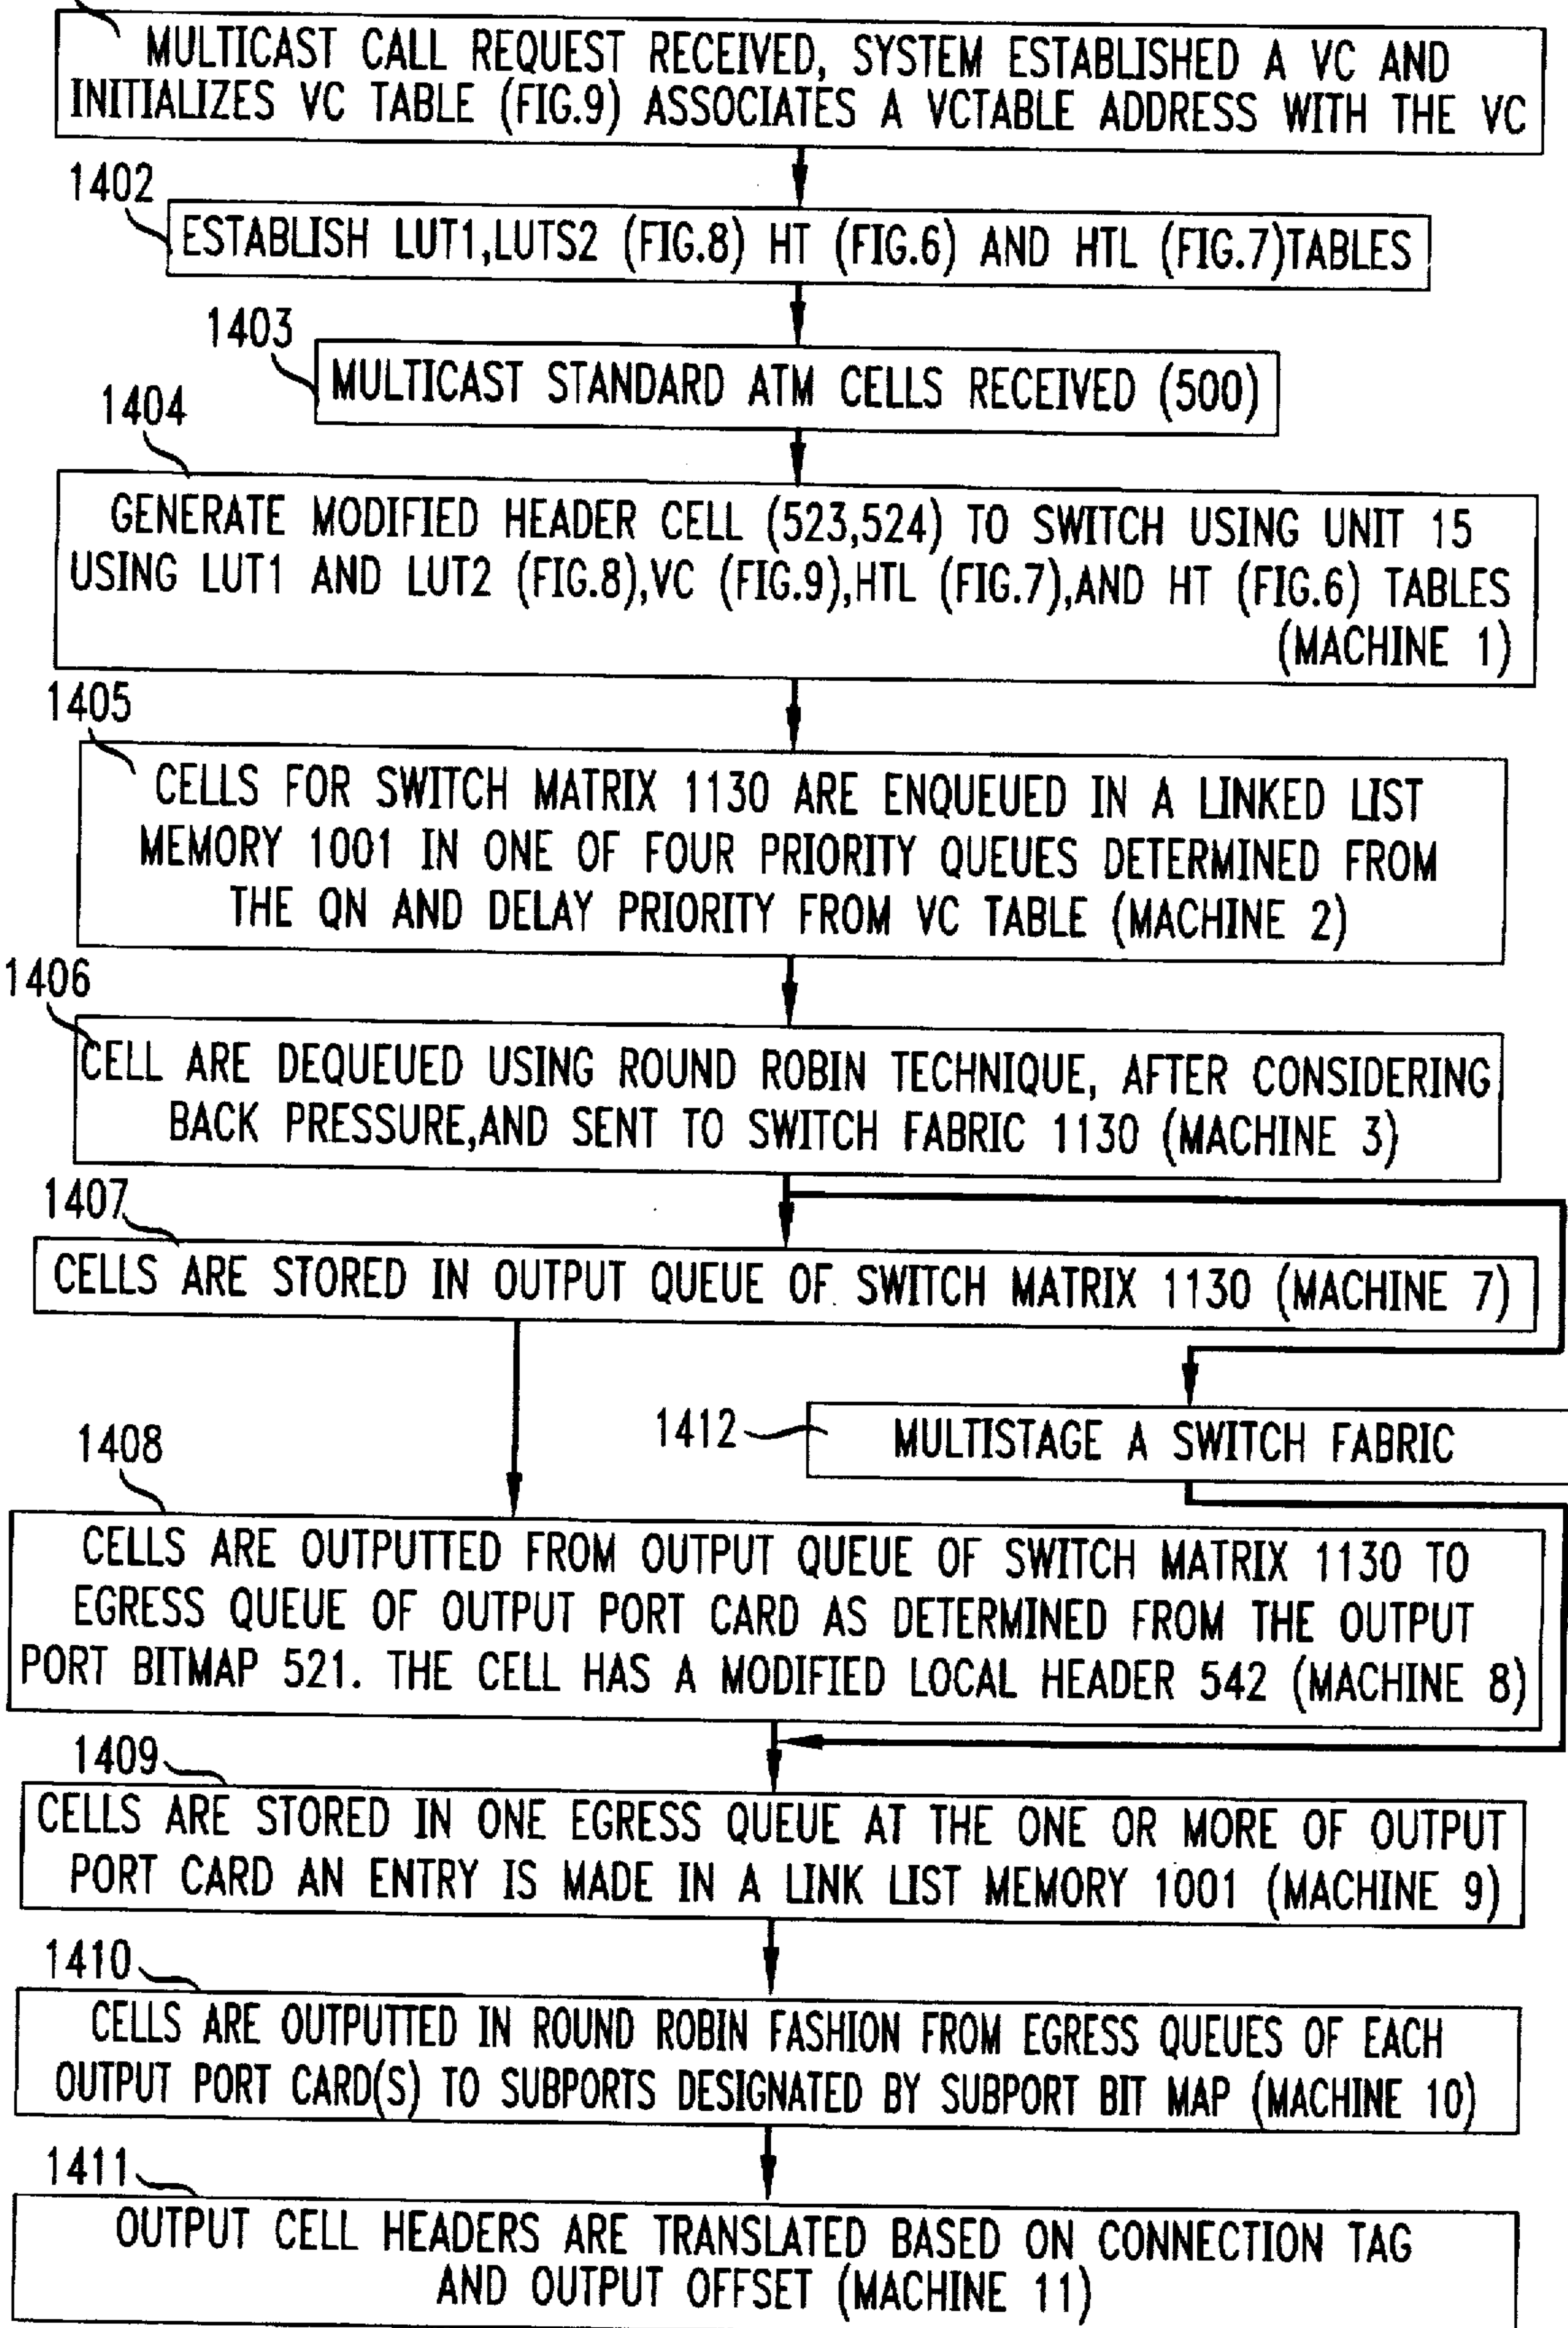 MULTICAST CALL REQUEST RECEIVED, SYSTEM ESTABLISHED A VC AND
INITIALIZES VC TABLE (FIG.9) ASSOCIATES A VCTABLE ADDRESS WITH THE VC
1402
ESTABLISH LUT1,LUTS2 (FIG.8) HT (FIG.6) AND HTL (FIG.7)TABLES
1403
MULTICAST STANDARD ATM CELLS RECEIVED (500)
1404
GENERATE MODIFIED HEADER CELL (523,524) TO SWITCH USING UNIT 15
USING LUT1 AND LUT2 (FIG.8),VC (FIG.9),HTL (FIG.7),AND HT (FIG.6) TABLES
(MACHINE 1)
1405
CELLS FOR SWITCH MATRIX 1130 ARE ENQUEUED IN A LINKED LIST
MEMORY 1001 IN ONE OF FOUR PRIORITY QUEUES DETERMINED FROM
THE QN AND DELAY PRIORITY FROM VC TABLE (MACHINE 2)
1406
CELL ARE DEQUEUED USING ROUND ROBIN TECHNIQUE, AFTER CONSIDERING
BACK PRESSURE,AND SENT TO SWITCH FABRIC 1130 (MACHINE 3)
1407
CELLS ARE STORED IN OUTPUT QUEUE OF SWITCH MATRIX 1130 (MACHINE 7)
1412
MULTISTAGE A SWITCH FABRIC
1408
CELLS ARE OUTPUTTED FROM OUTPUT QUEUE OF SWITCH MATRIX 1130 TO
EGRESS QUEUE OF OUTPUT PORT CARD AS DETERMINED FROM THE OUTPUT
PORT BITMAP 521. THE CELL HAS A MODIFIED LOCAL HEADER 542 (MACHINE 8)
1409
CELLS ARE STORED IN ONE EGRESS QUEUE AT THE ONE OR MORE OF OUTPUT
PORT CARD AN ENTRY IS MADE IN A LINK LIST MEMORY 1001 (MACHINE 9)
1410
CELLS ARE OUTPUTTED IN ROUND ROBIN FASHION FROM EGRESS QUEUES OF EACH
OUTPUT PORT CARD(S) TO SUBPORTS DESIGNATED BY SUBPORT BIT MAP (MACHINE 10)
1411
OUTPUT CELL HEADERS ARE TRANSLATED BASED ON CONNECTION TAG
AND OUTPUT OFFSET (MACHINE 11)